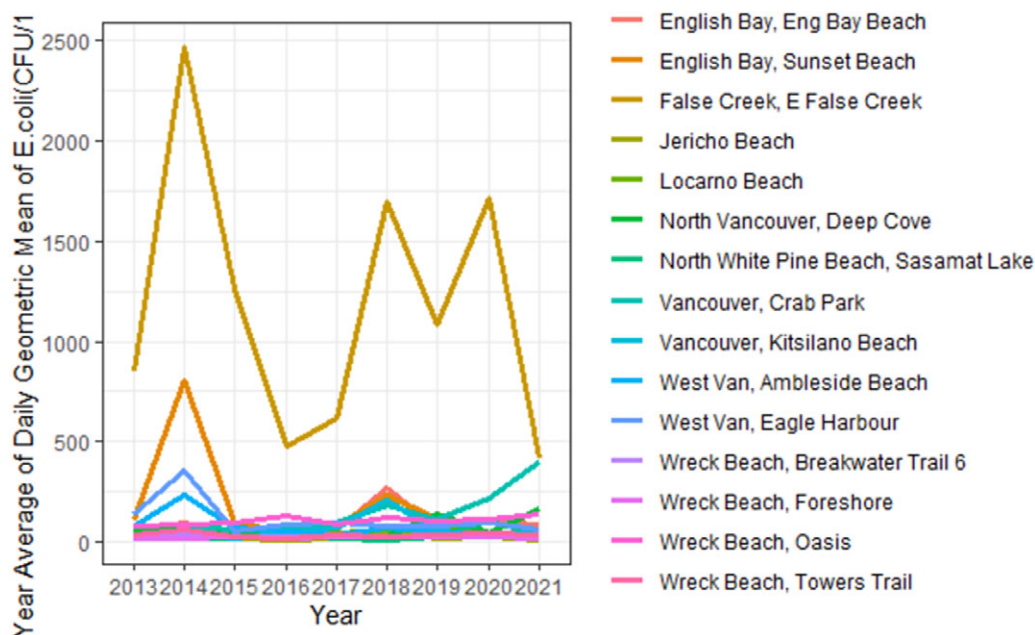 Year Average of Daily Geometric Mean of E.coli(CFU/1
2500
2000
1500
1000
500
0
2013 2014 2015 2016 2017 2018 2019 2020 2021
Year
English Bay, Eng Bay Beach
English Bay, Sunset Beach
False Creek, E False Creek
Jericho Beach
Locarno Beach
North Vancouver, Deep Cove
North White Pine Beach, Sasamat Lake
Vancouver, Crab Park
Vancouver, Kitsilano Beach
West Van, Ambleside Beach
West Van, Eagle Harbour
Wreck Beach, Breakwater Trail 6
Wreck Beach, Foreshore
Wreck Beach, Oasis
Wreck Beach, Towers Trail